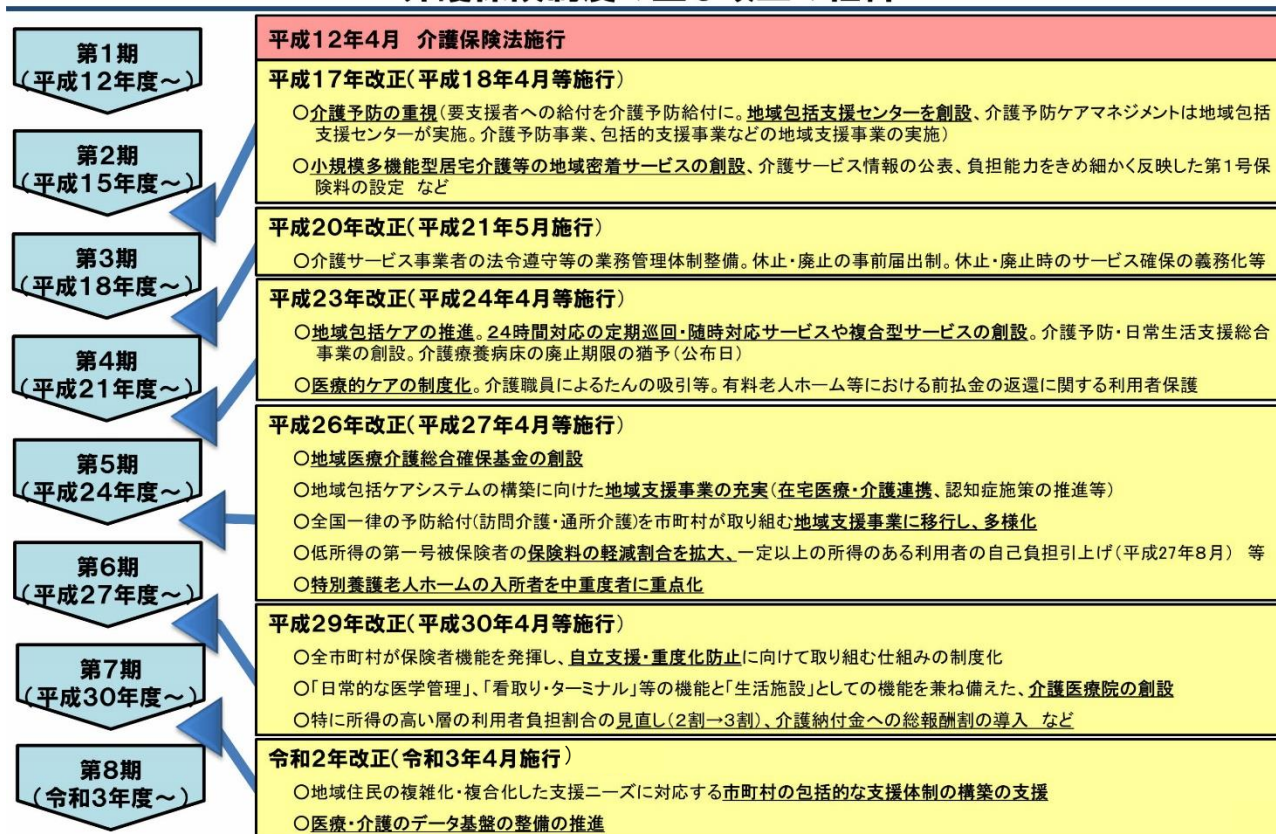 第1期
(平成12年度~)
第2期
(平成15年度~)
第3期
(平成18年度~)
第4期
(平成21年度~)
第5期
(平成24年度~)
第6期
(平成27年度~)
第7期
(平成30年度~)
第8期
(令和3年度~)
平成12年4月 介護保険法施行
平成17年改正(平成18年4月等施行)
○介護予防の重視(要支援者への給付を介護予防給付に。地域包括支援センターを創設、介護予防ケアマネジメントは地域包括
支援センターが実施。介護予防事業、包括的支援事業などの地域支援事業の実施)
○小規模多機能型居宅介護等の地域密着サービスの創設、介護サービス情報の公表、負担能力をきめ細かく反映した第1号保
険料の設定 など
平成20年改正(平成21年5月施行)
○介護サービス事業者の法令遵守等の業務管理体制整備。休止・廃止の事前届出制。休止・廃止時のサービス確保の義務化等
平成23年改正(平成24年4月等施行)
○地域包括ケアの推進。24時間対応の定期巡回・随時対応サービスや複合型サービスの創設。介護予防・日常生活支援総合
事業の創設。介護療養病床の廃止期限の猶予(公布日)
○医療的ケアの制度化。介護職員によるたんの吸引等。有料老人ホーム等における前払金の返還に関する利用者保護
平成26年改正(平成27年4月等施行)
○地域医療介護総合確保基金の創設
○地域包括ケアシステムの構築に向けた地域支援事業の充実(在宅医療・介護連携、認知症施策の推進等)
○全国一律の予防給付(訪問介護・通所介護)を市町村が取り組む地域支援事業に移行し、多様化
○低所得の第一号被保険者の保険料の軽減割合を拡大、一定以上の所得のある利用者の自己負担引上げ(平成27年8月) 等
○特別養護老人ホームの入所者を中重度者に重点化
平成29年改正(平成30年4月等施行)
○全市町村が保険者機能を発揮し、自立支援・重度化防止に向けて取り組む仕組みの制度化
○「日常的な医学管理」、「看取り・ターミナル」等の機能と「生活施設」としての機能を兼ね備えた、介護医療院の創設
○特に所得の高い層の利用者負担割合の見直し(2割→3割)、介護納付金への総報酬割の導入 など
令和2年改正(令和3年4月施行)
○地域住民の複雑化・複合化した支援ニーズに対応する市町村の包括的な支援体制の構築の支援
○医療・介護のデータ基盤の整備の推進